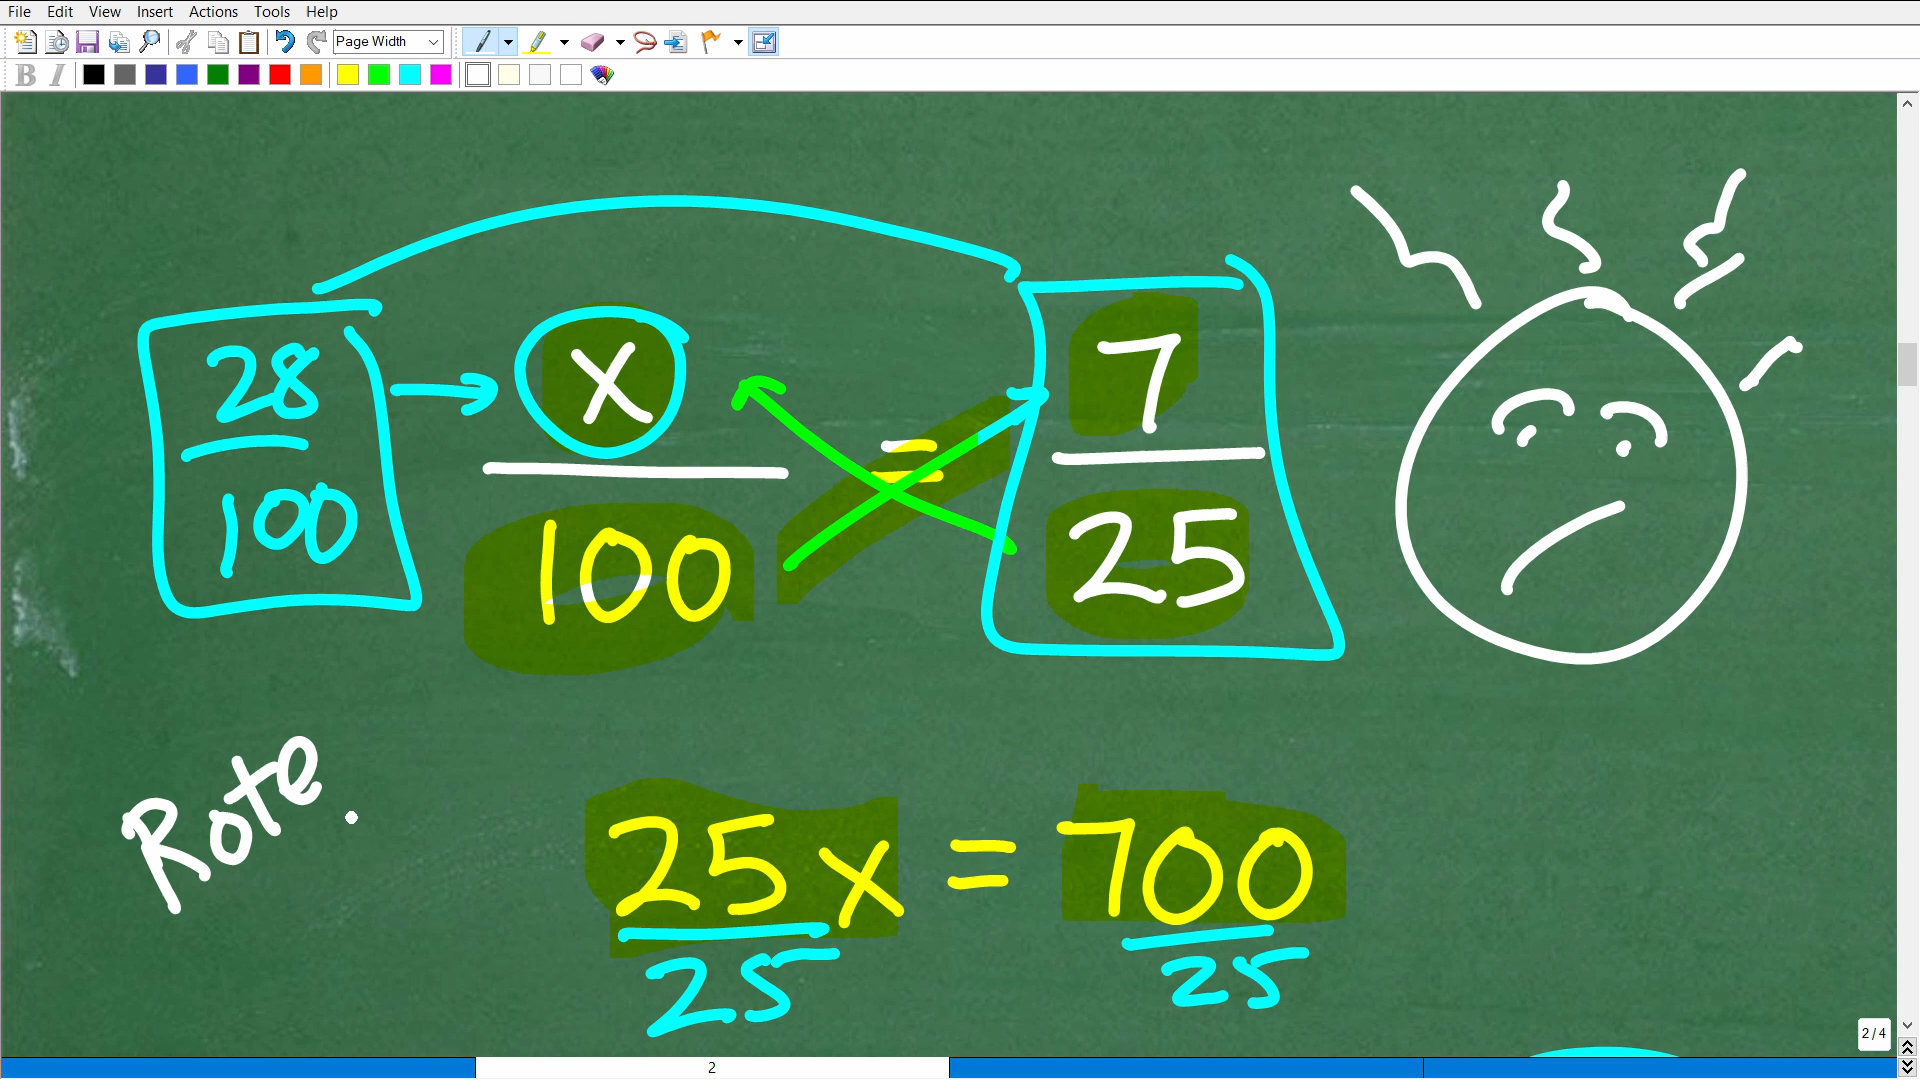 File Edit View Insert Actions Tools Help
Page Width
B I
28 x 7
= 
100 100 25
Rote.
25x = 700
25 25
2 / 4
2